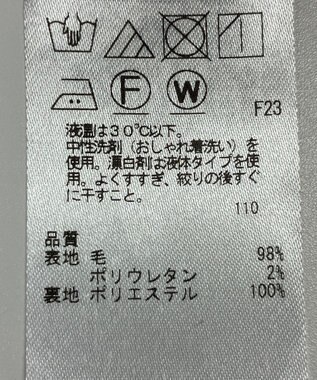 F
W
F23
液温は30℃以下。
中性洗剤（おしゃれ着洗い）を
使用。漂白剤は液体タイプを使
用。よくすすぎ、絞りの後すぐ
に干すこと。
110
品質
表地 毛 98%
ポリウレタン 2%
裏地 ポリエステル 100%